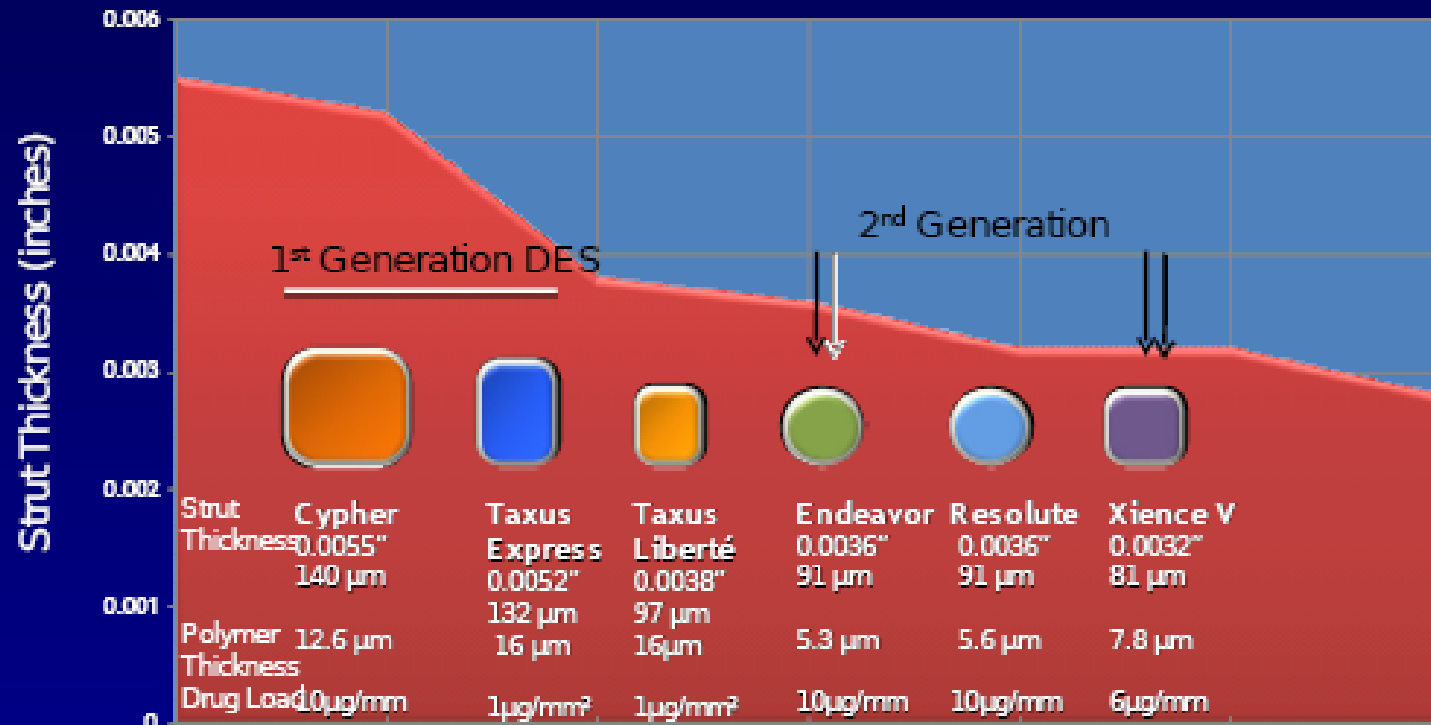 0.006
0.005
0.004
0.003
0.002
0.001
0
Strut Thickness (inches)
1st Generation DES
2nd Generation
Strut
Thickness
Polymer
Thickness
Drug Load
Cypher
0.0055”
140 µm
12.6 µm
10µg/mm
Taxus
Express
0.0052”
132 µm
16 µm
1µg/mm²
Taxus
Liberté
0.0038”
97 µm
16µm
1µg/mm²
Endeavor
0.0036”
91 µm
5.3 µm
10µg/mm
Resolute
0.0036”
91 µm
5.6 µm
10µg/mm
Xience V
0.0032”
81 µm
7.8 µm
6µg/mm